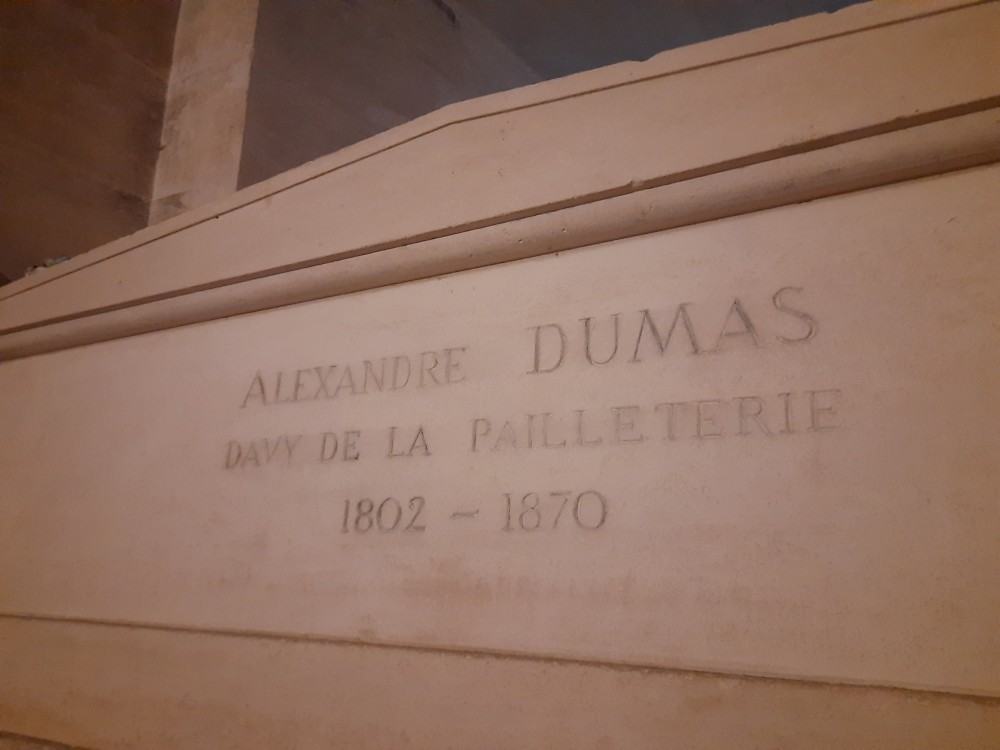 ALEXANDRE DUMAS
DAVY DE LA PAILLETERIE
1802 - 1870